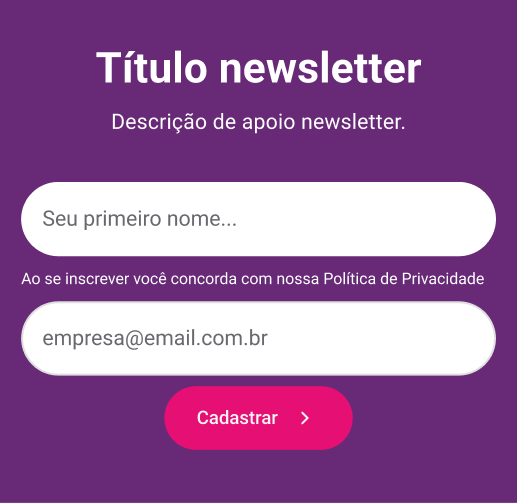 Título newsletter
Descrição de apoio newsletter.
Seu primeiro nome...
Ao se inscrever você concorda com nossa Política de Privacidade
empresa@email.com.br
Cadastrar